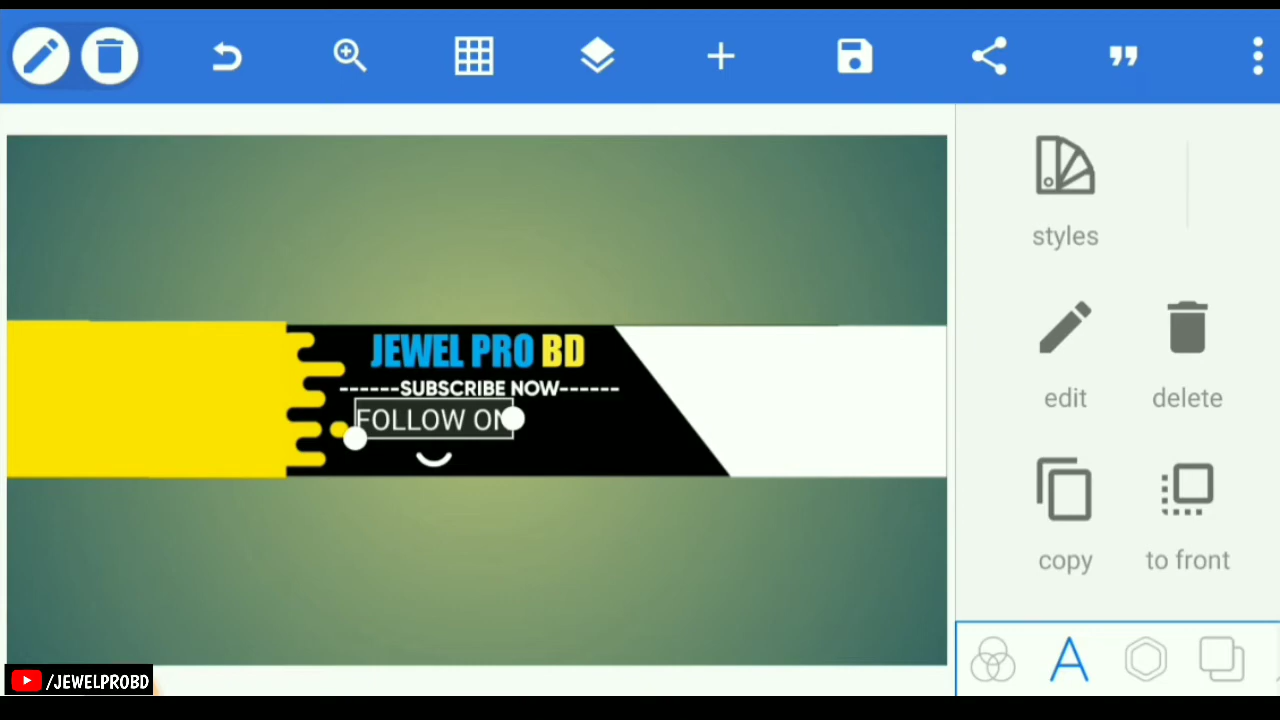 styles
JEWEL PRO BD
------SUBSCRIBE NOW------
FOLLOW ON
edit
delete
copy
to front
/JEWELPROBD